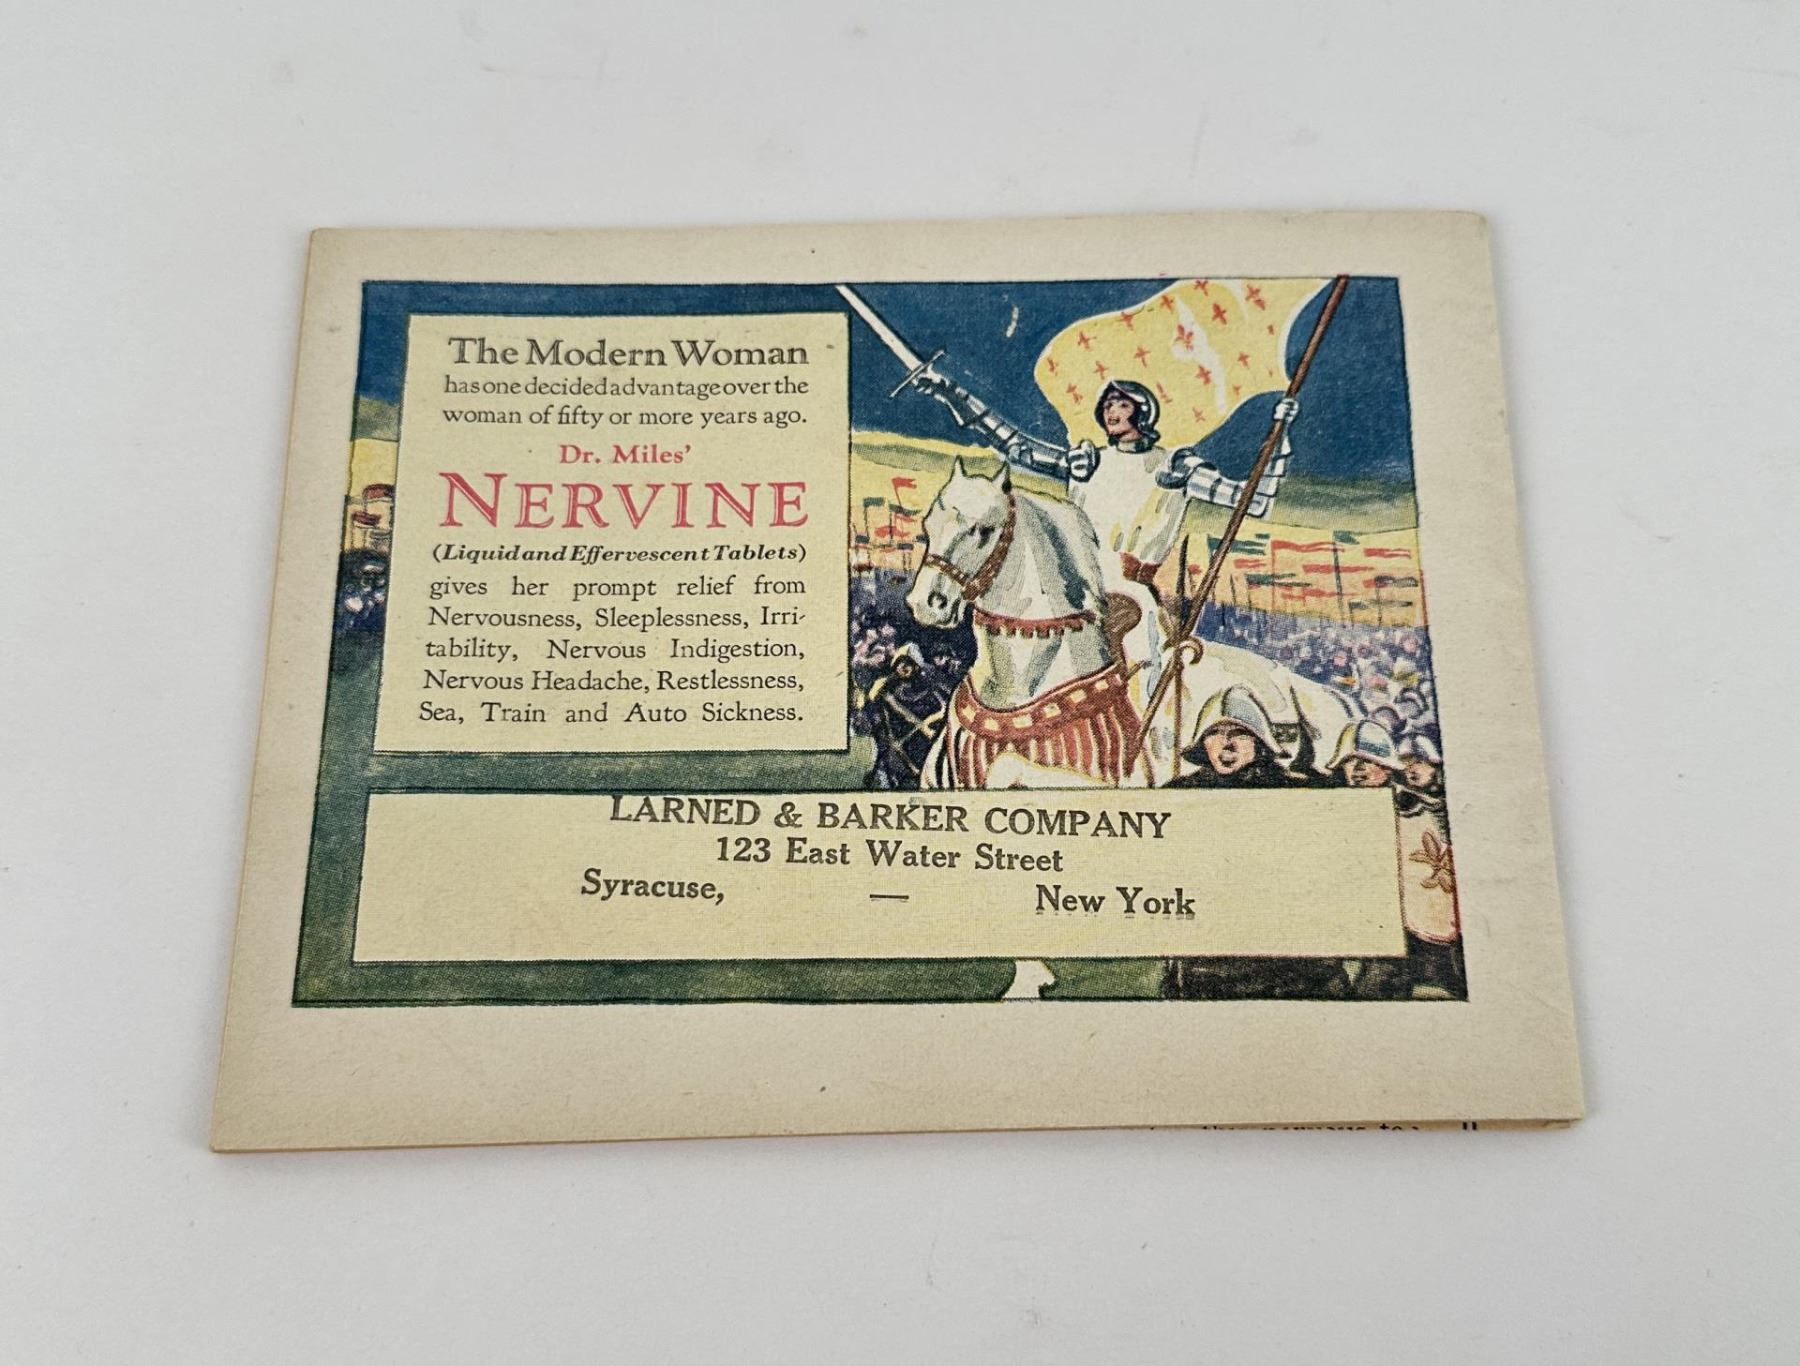 The Modern Woman
has one decided advantage over the
woman of fifty or more years ago.
Dr. Miles'
NERVINE
(Liquid and Effervescent Tablets)
gives her prompt relief from
Nervousness, Sleeplessness, Irri-
tability, Nervous Indigestion,
Nervous Headache, Restlessness,
Sea, Train and Auto Sickness.
LARNED & BARKER COMPANY
123 East Water Street
Syracuse, — New York